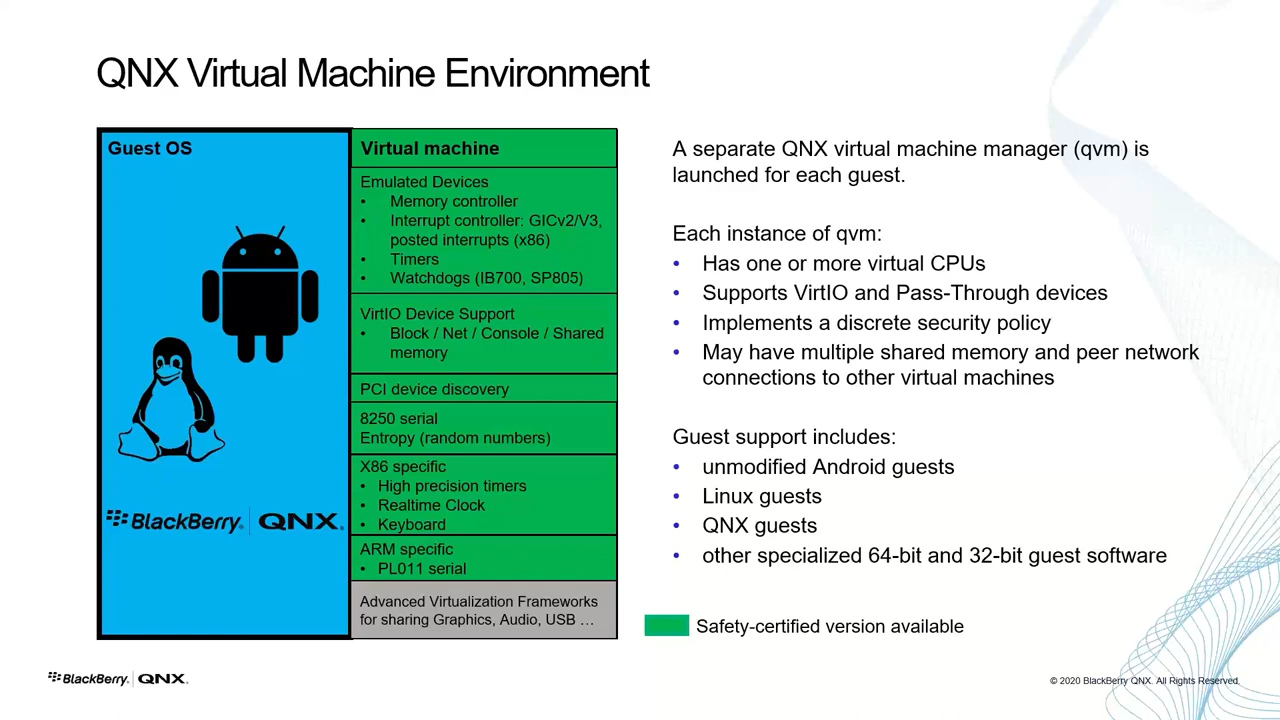 QNX Virtual Machine Environment
Guest OS
BlackBerry® | QNX®
Virtual machine
Emulated Devices
• Memory controller
• Interrupt controller: GICv2/V3,
posted interrupts (x86)
• Timers
• Watchdogs (IB700, SP805)
VirtIO Device Support
• Block / Net / Console / Shared
memory
PCI device discovery
8250 serial
Entropy (random numbers)
X86 specific
• High precision timers
• Realtime Clock
• Keyboard
ARM specific
• PL011 serial
Advanced Virtualization Frameworks
for sharing Graphics, Audio, USB ...
A separate QNX virtual machine manager (qvm) is
launched for each guest.
Each instance of qvm:
• Has one or more virtual CPUs
• Supports VirtIO and Pass-Through devices
• Implements a discrete security policy
• May have multiple shared memory and peer network
connections to other virtual machines
Guest support includes:
• unmodified Android guests
• Linux guests
• QNX guests
• other specialized 64-bit and 32-bit guest software
Safety-certified version available
BlackBerry® | QNX®
© 2020 BlackBerry QNX. All Rights Reserved.